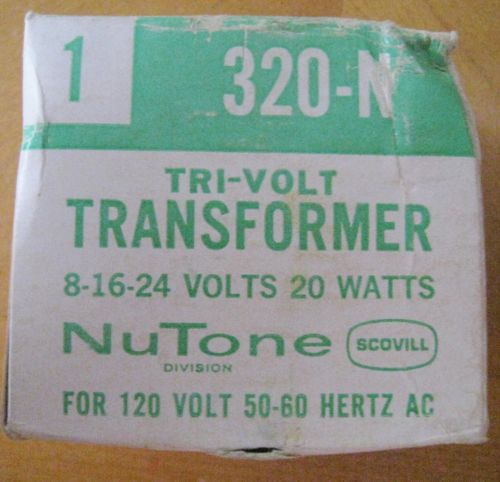 1
320-N
TRI-VOLT
TRANSFORMER
8-16-24 VOLTS 20 WATTS
NuTone SCOVILL
DIVISION
FOR 120 VOLT 50-60 HERTZ AC